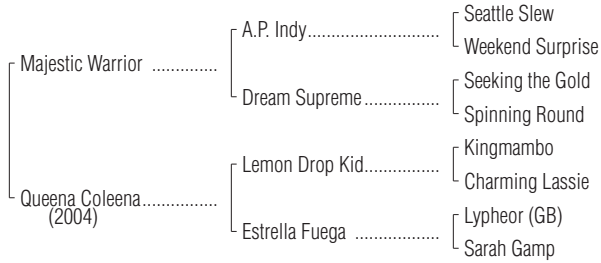 Seattle Slew
A.P. Indy..............................
Weekend Surprise
Majestic Warrior ...............
Seeking the Gold
Dream Supreme.................
Spinning Round
Kingmambo
Lemon Drop Kid.................
Charming Lassie
Queena Coleena.................
(2004)
Lypheor (GB)
Estrella Fuega ...................
Sarah Gamp